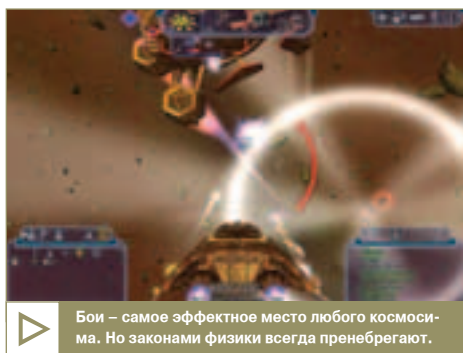 Бои – самое эффектное место любого космоси-
ма. Но законами физики всегда пренебрегают.